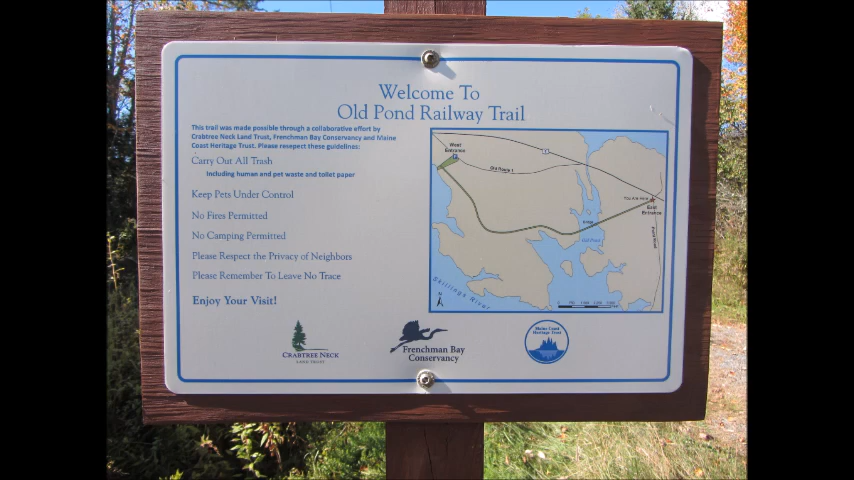 Welcome To
Old Pond Railway Trail
This trail was made possible through a collaborative effort by
Crabtree Neck Land Trust, Frenchman Bay Conservancy and Maine
Coast Heritage Trust. Please resepect these guidelines:
Carry Out All Trash
Including human and pet waste and toilet paper
Keep Pets Under Control
No Fires Permitted
No Camping Permitted
Please Respect the Privacy of Neighbors
Please Remember To Leave No Trace
Enjoy Your Visit!
West
Entrance
Old Route 1
You Are Here
East
Entrance
Old Pond
Skillings River
N
Crabtree Neck
LAND TRUST
Frenchman Bay
Conservancy
Maine Coast
Heritage Trust